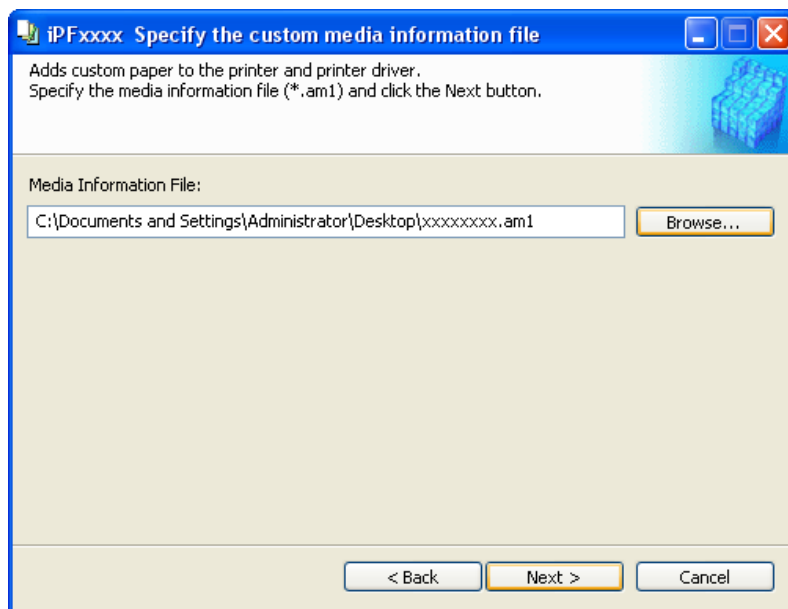 iPFxxxx Specify the custom media information file
Adds custom paper to the printer and printer driver.
Specify the media information file (*.am1) and click the Next button.
Media Information File:
C:\Documents and Settings\Administrator\Desktop\xxxxxxxx.am1
Browse...
< Back
Next >
Cancel